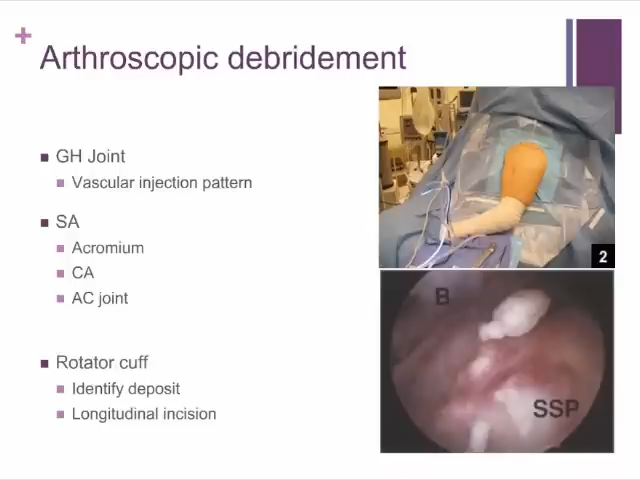 Arthroscopic debridement
GH Joint
Vascular injection pattern
SA
Acromium
CA
AC joint
Rotator cuff
Identify deposit
Longitudinal incision
2
B
SSP